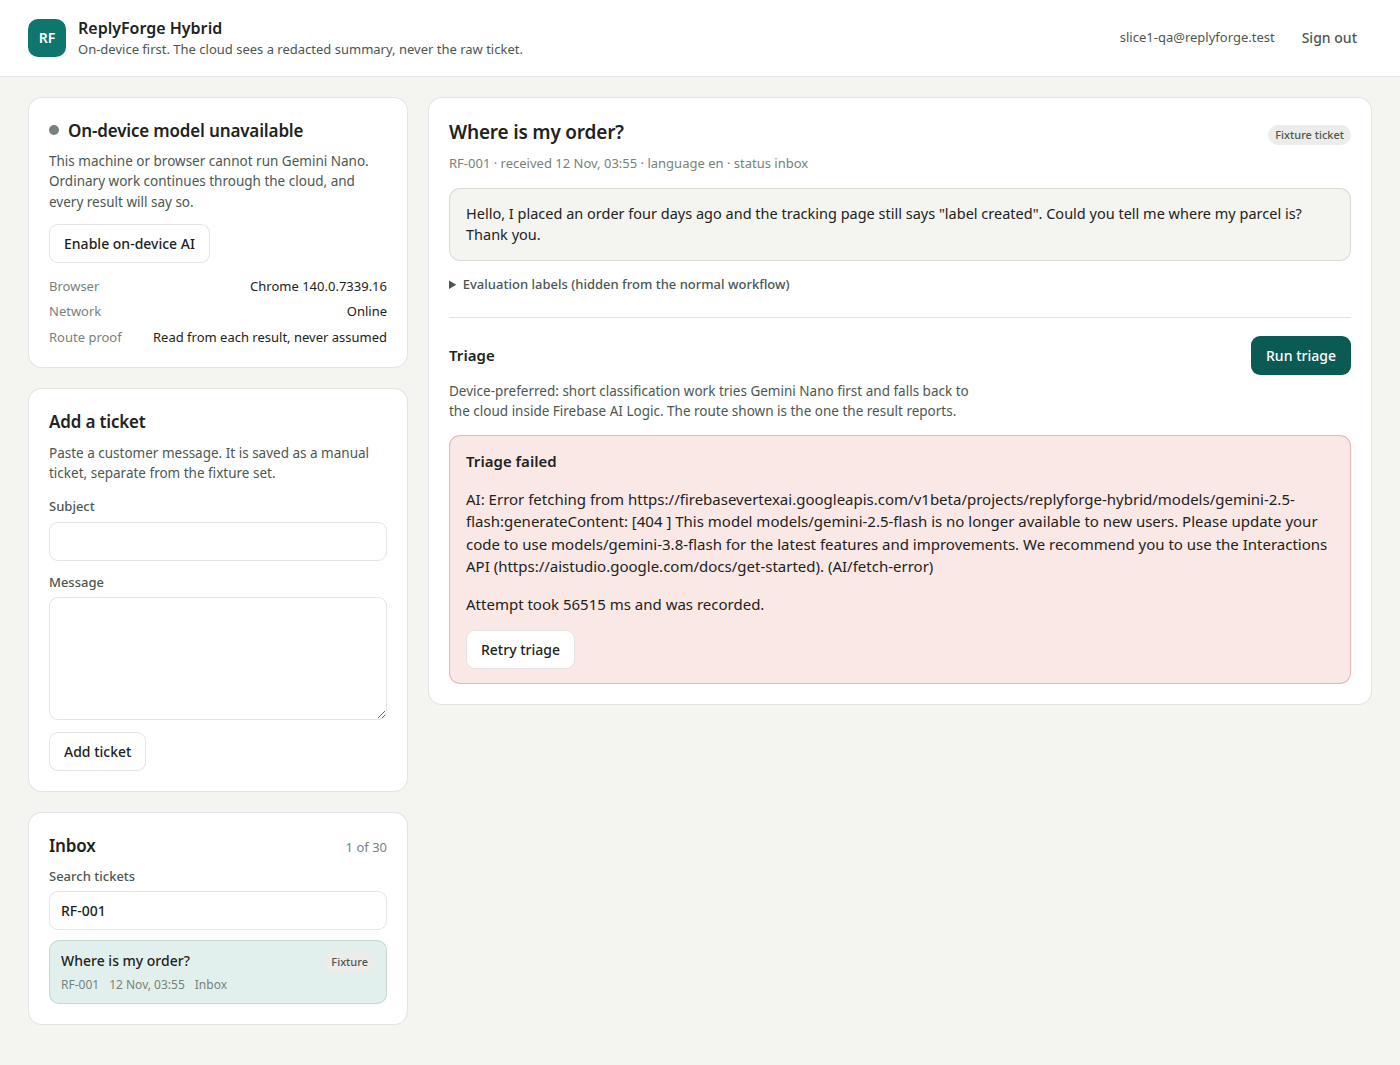 RF
ReplyForge Hybrid
On-device first. The cloud sees a redacted summary, never the raw ticket.
slice1-qa@replyforge.test
Sign out
On-device model unavailable
This machine or browser cannot run Gemini Nano.
Ordinary work continues through the cloud, and
every result will say so.
Enable on-device AI
Browser Chrome 140.0.7339.16
Network Online
Route proof Read from each result, never assumed
Add a ticket
Paste a customer message. It is saved as a manual
ticket, separate from the fixture set.
Subject
Message
Add ticket
Inbox 1 of 30
Search tickets
RF-001
Where is my order? Fixture
RF-001 12 Nov, 03:55 Inbox
Where is my order? Fixture ticket
RF-001 · received 12 Nov, 03:55 · language en · status inbox
Hello, I placed an order four days ago and the tracking page still says "label created". Could you tell me where my parcel is?
Thank you.
Evaluation labels (hidden from the normal workflow)
Triage Run triage
Device-preferred: short classification work tries Gemini Nano first and falls back to
the cloud inside Firebase AI Logic. The route shown is the one the result reports.
Triage failed
AI: Error fetching from https://firebasevertexai.googleapis.com/v1beta/projects/replyforge-hybrid/models/gemini-2.5-
flash:generateContent: [404 ] This model models/gemini-2.5-flash is no longer available to new users. Please update your
code to use models/gemini-3.8-flash for the latest features and improvements. We recommend you to use the Interactions
API (https://aistudio.google.com/docs/get-started). (AI/fetch-error)
Attempt took 56515 ms and was recorded.
Retry triage